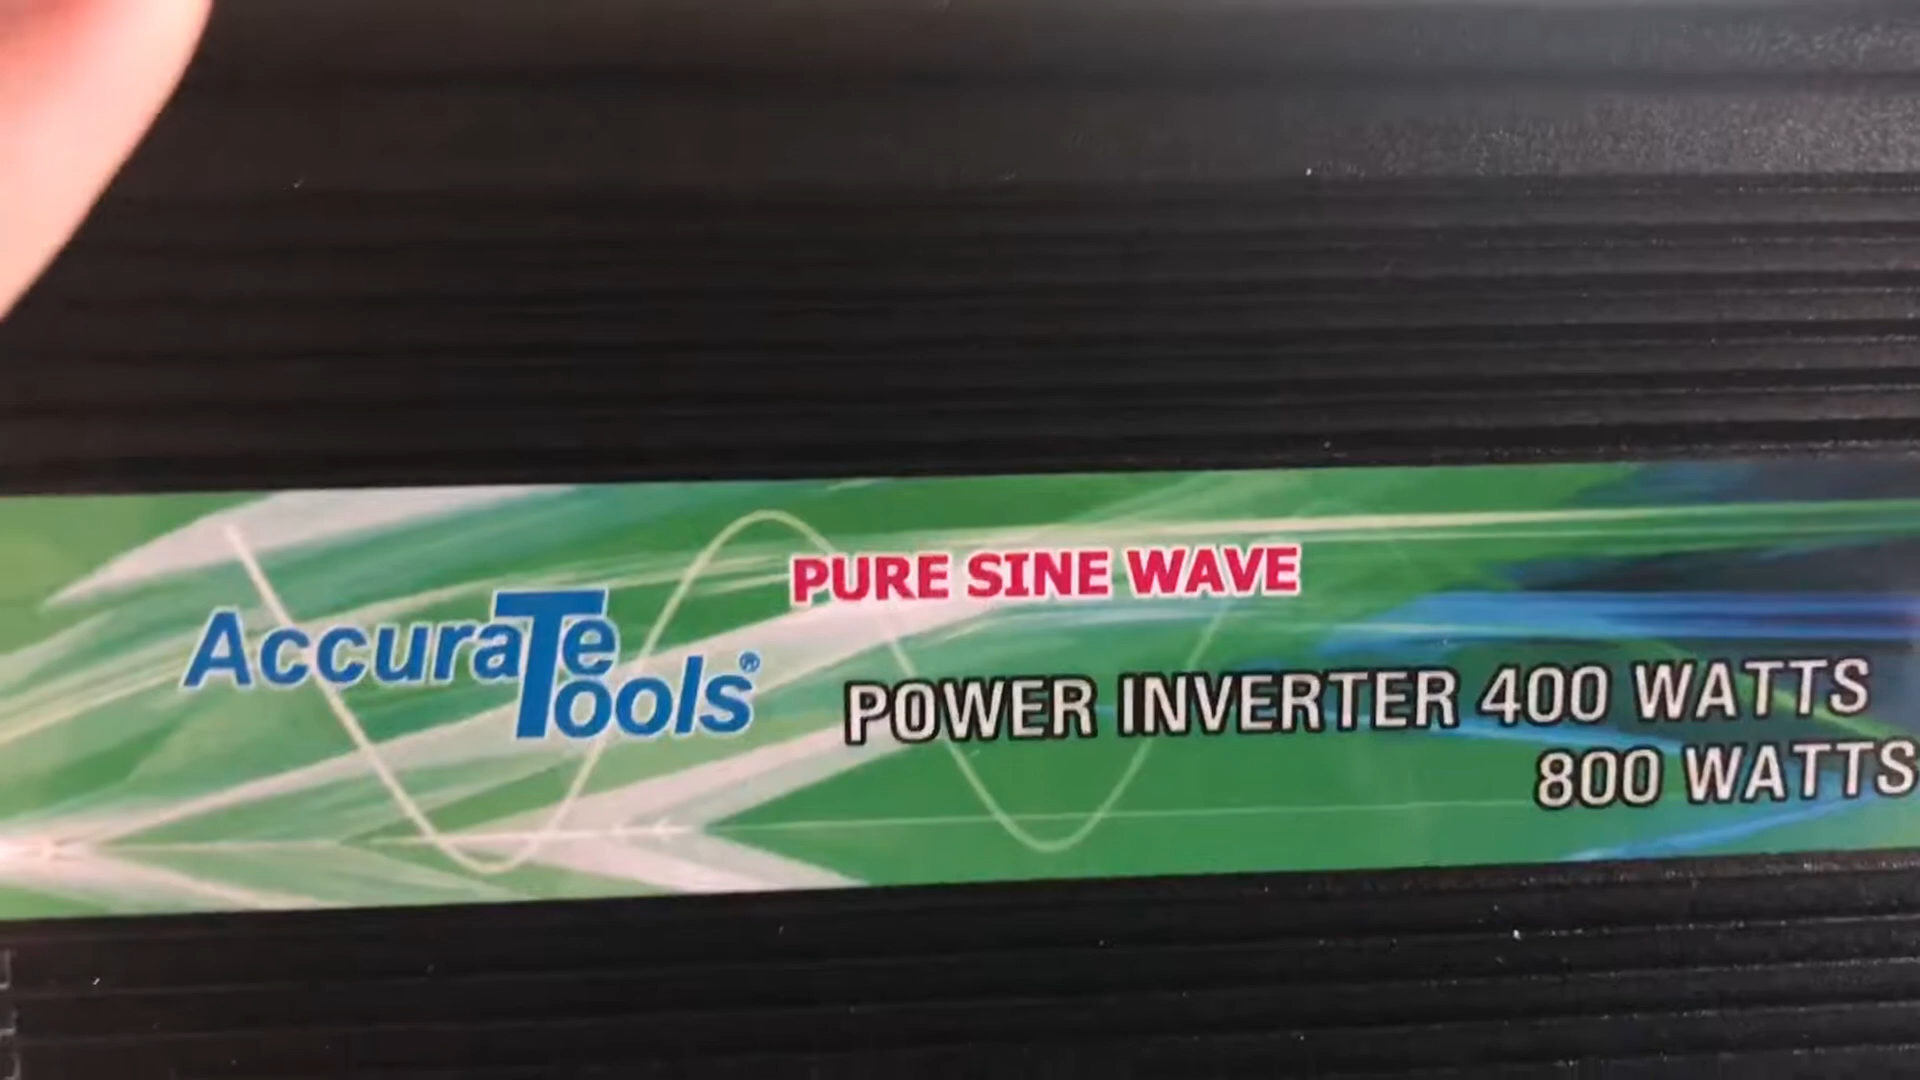 PURE SINE WAVE
AccuraTe Tools®
POWER INVERTER 400 WATTS
800 WATTS